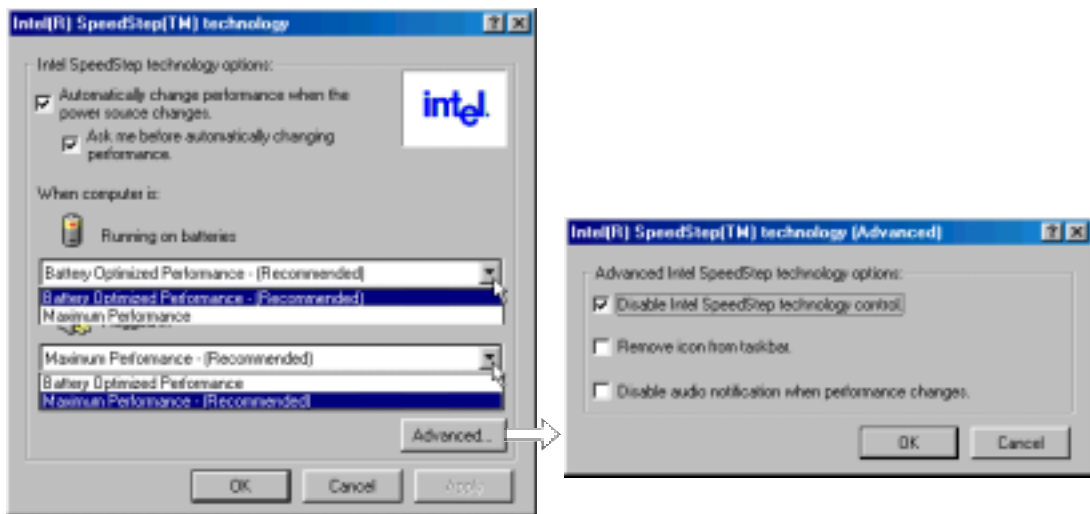 Intel(R) SpeedStep(TM) technology
Intel SpeedStep technology options:
Automatically change performance when the
power source changes.
Ask me before automatically changing
performance.
intel.
When computer is:
Running on batteries
Battery Optimized Performance - (Recommended)
Battery Optimized Performance - (Recommended)
Maximum Performance
Maximum Performance - (Recommended)
Battery Optimized Performance
Maximum Performance - (Recommended)
Advanced...
OK
Cancel
Apply
Intel(R) SpeedStep(TM) technology (Advanced)
Advanced Intel SpeedStep technology options:
Disable Intel SpeedStep technology control.
Remove icon from taskbar.
Disable audio notification when performance changes.
OK
Cancel